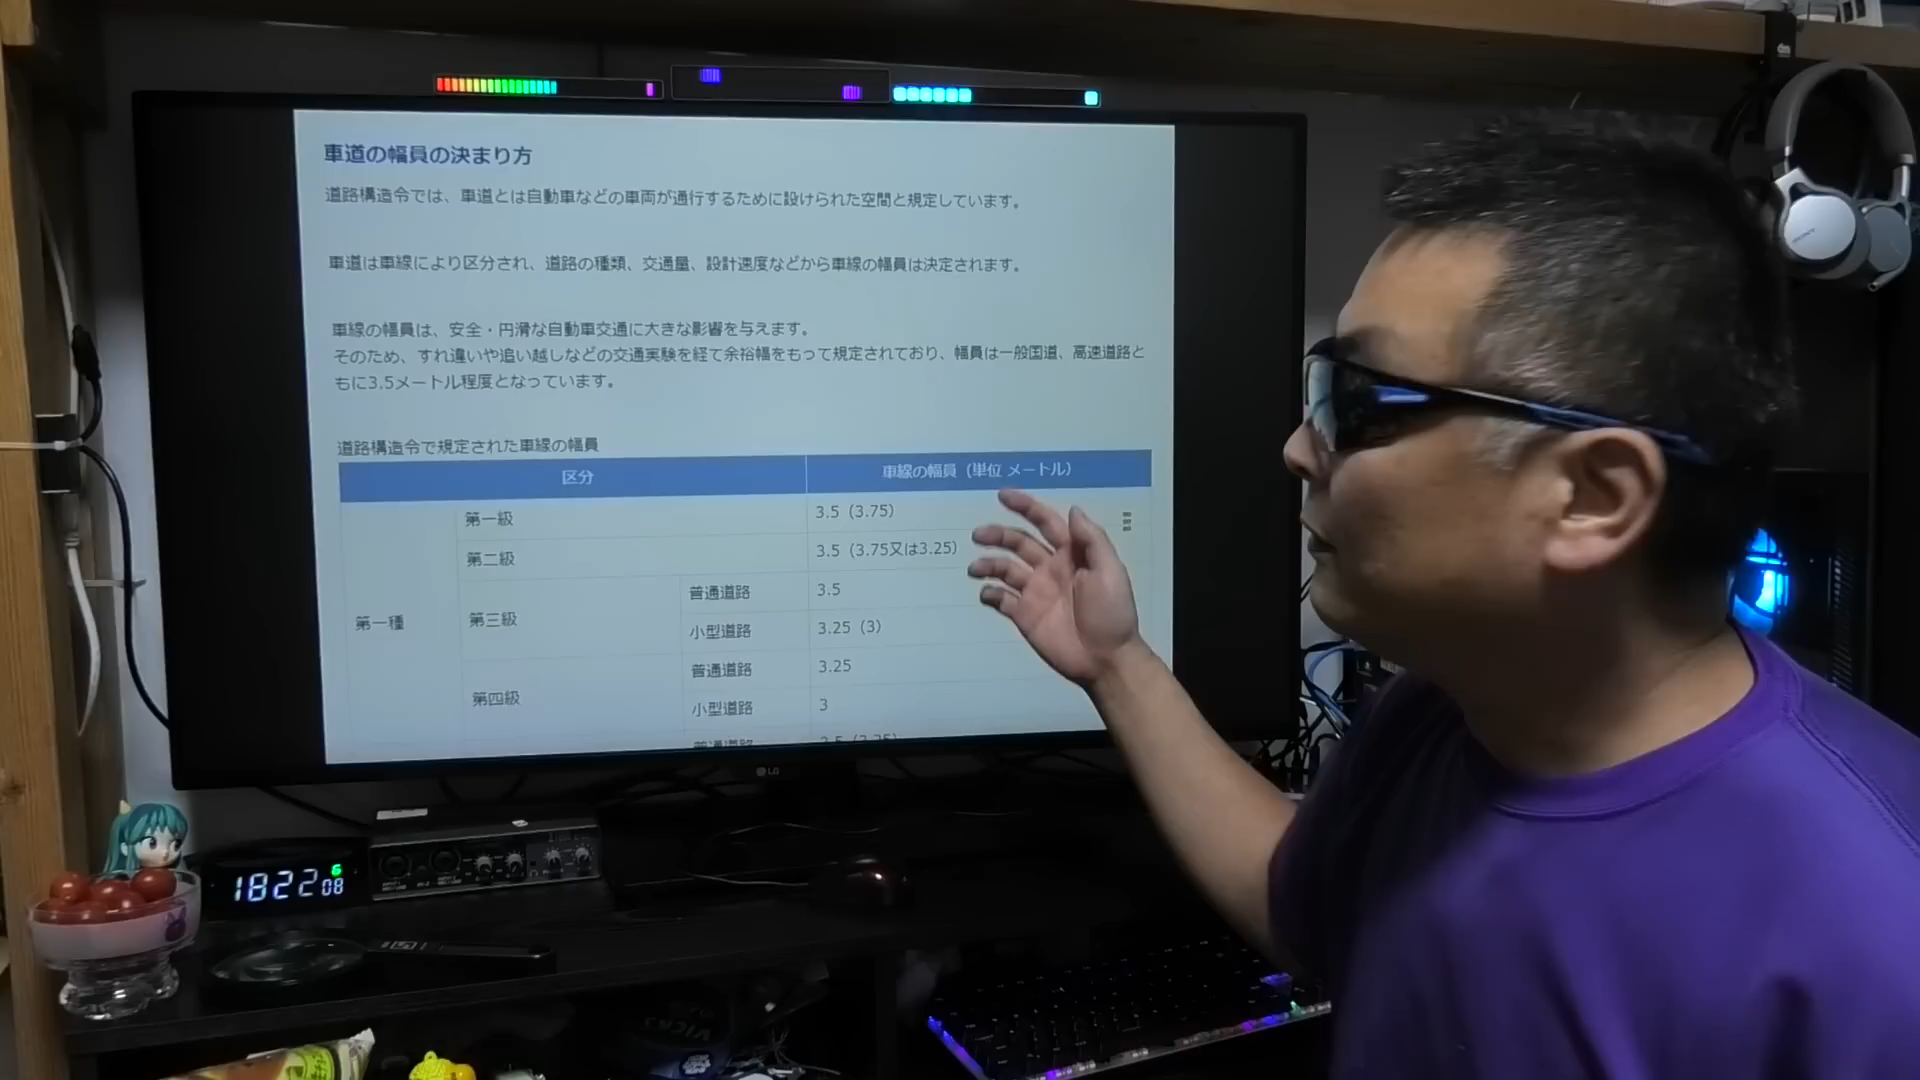 車道の幅員の決まり方
道路構造令では、車道とは自動車などの車両が通行するために設けられた空間と規定しています。
車道は車線により区分され、道路の種類、交通量、設計速度などから車線の幅員は決定されます。
車線の幅員は、安全・円滑な自動車交通に大きな影響を与えます。
そのため、すれ違いや追い越しなどの交通実験を経て余裕幅をもって規定されており、幅員は一般国道、高速道路と
もに3.5メートル程度となっています。
道路構造令で規定された車線の幅員
区分 車線の幅員（単位 メートル）
第一種 第一級 3.5（3.75）
第二級 3.5（3.75又は3.25）
第三級 普通道路 3.5
小型道路 3.25（3）
第四級 普通道路 3.25
小型道路 3
普通道路
LG
SONY
1822 08
6